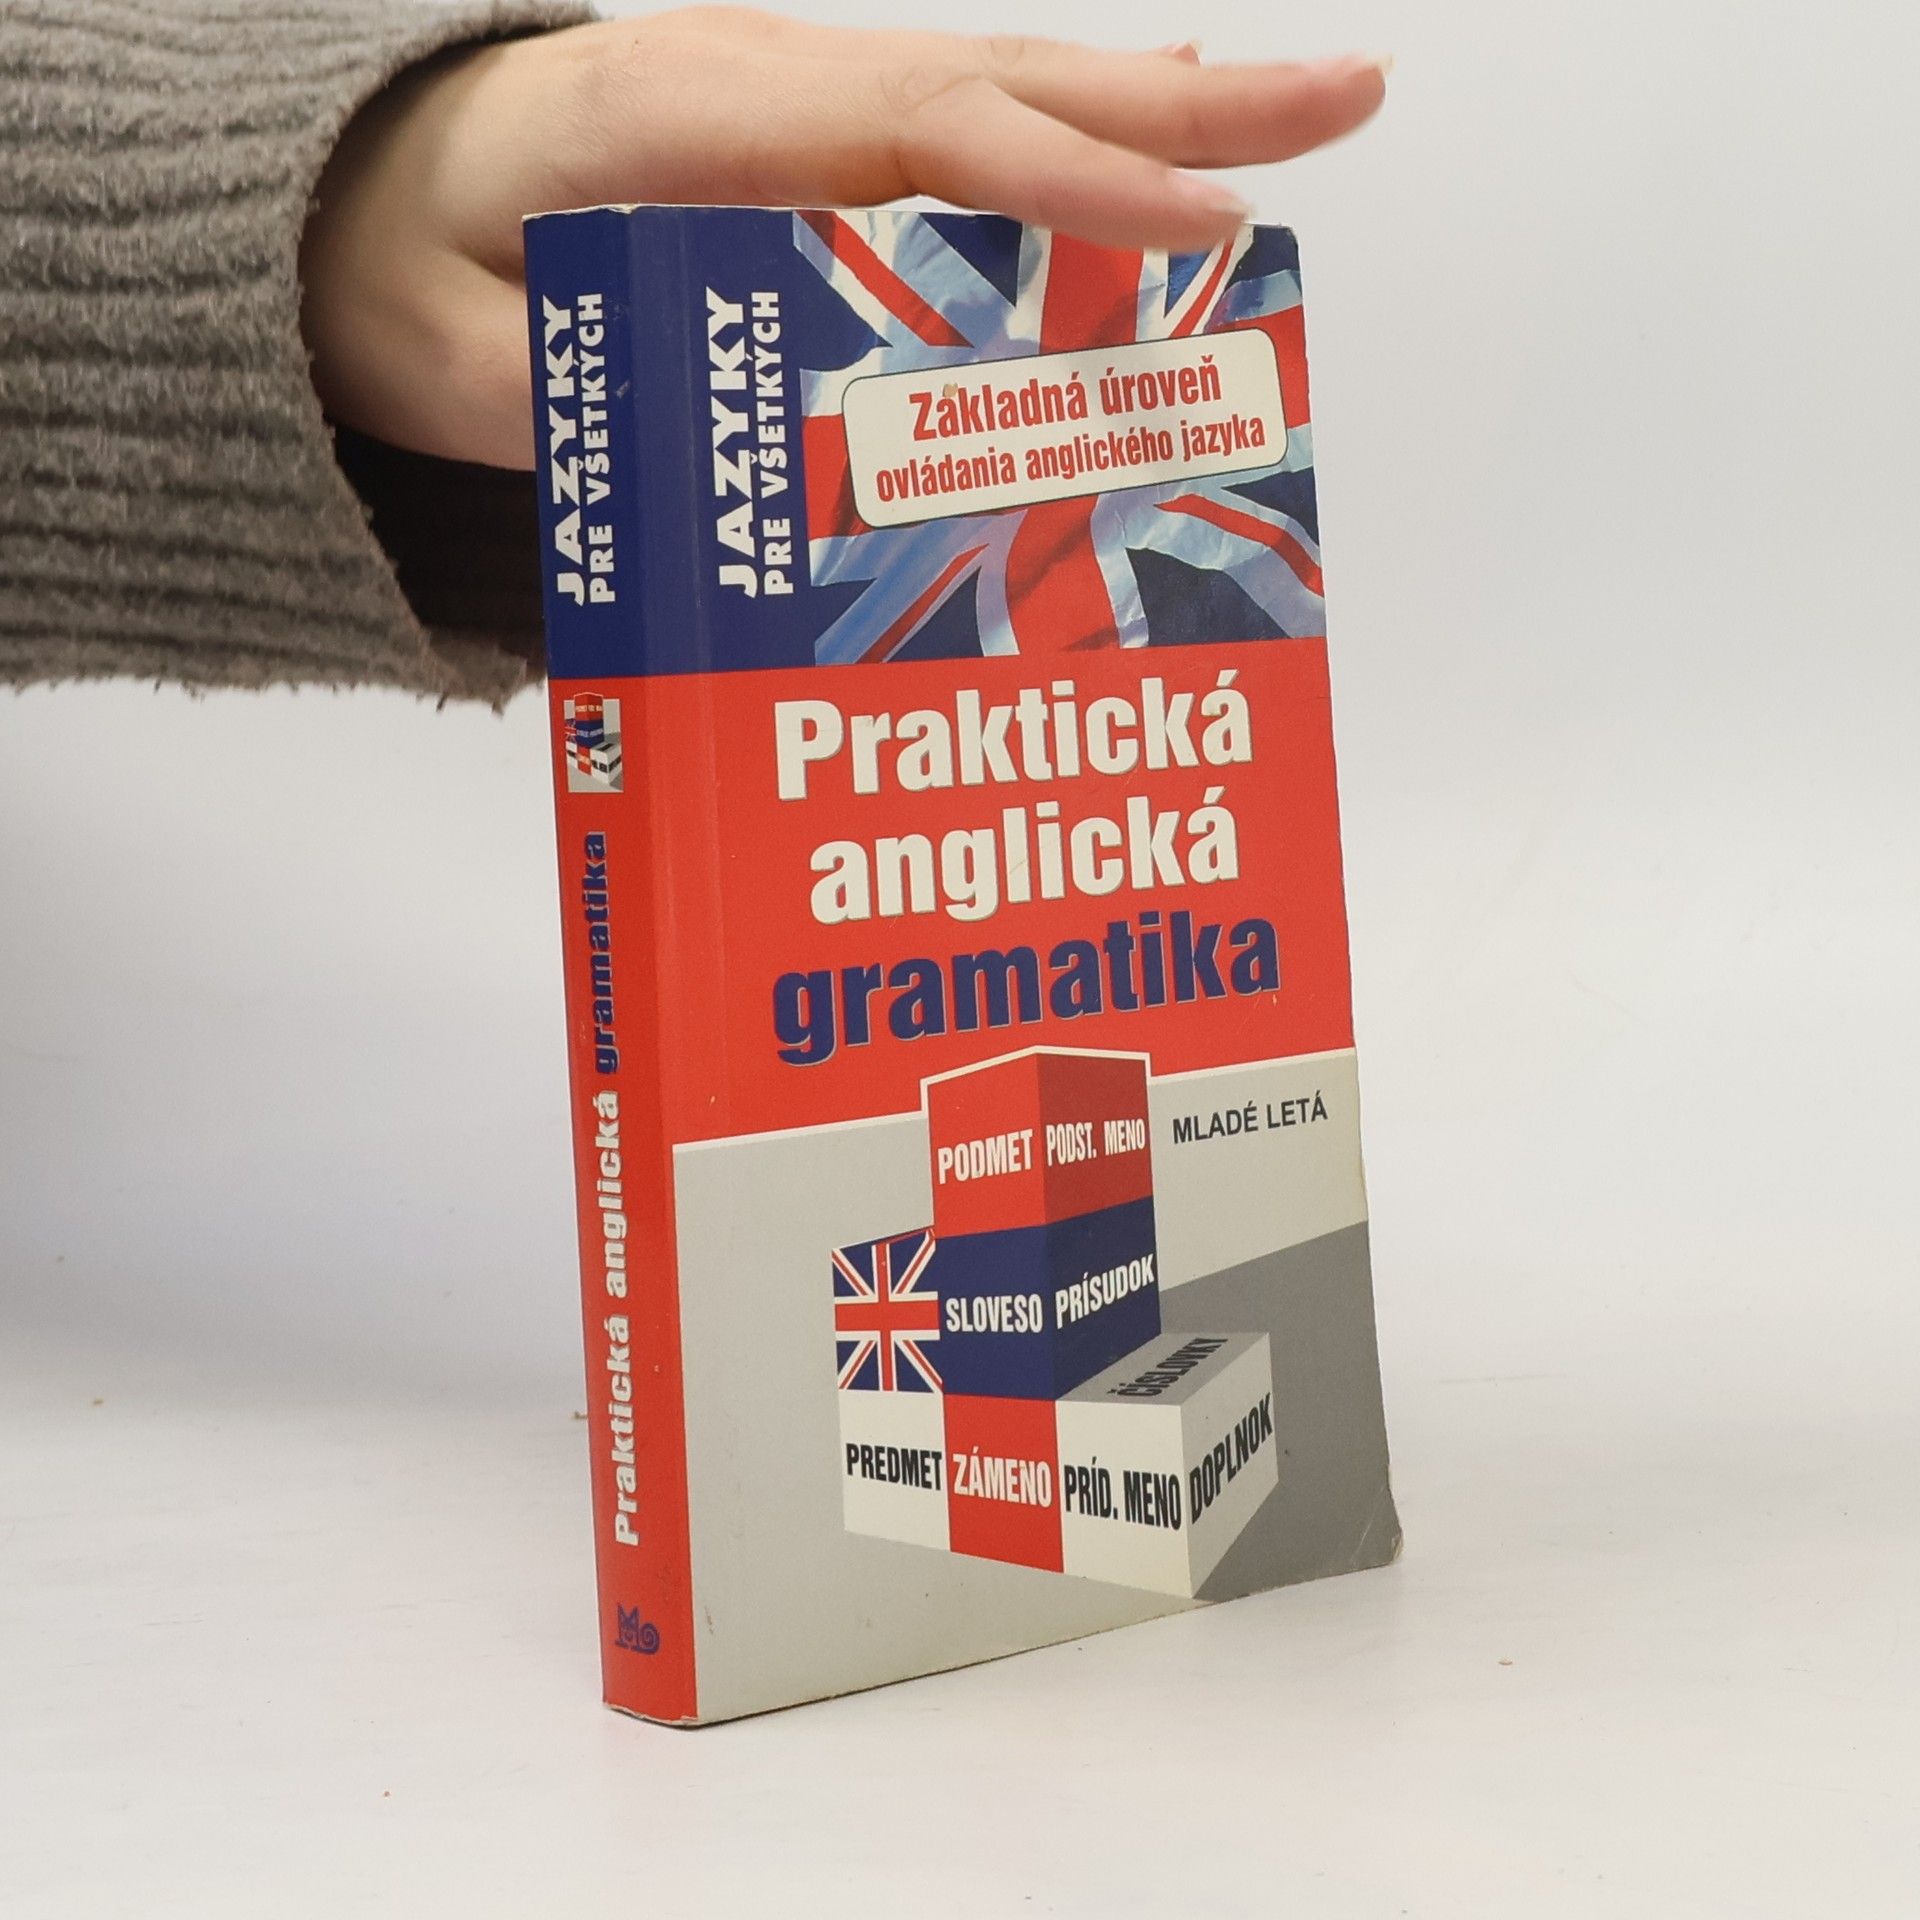 JAZYKY
PRE VŠETKÝCH
Praktická anglická gramatika
JAZYKY
PRE VŠETKÝCH
Základná úroveň
ovládania anglického jazyka
Praktická
anglická
gramatika
MLADÉ LETÁ
PODMET PODST. MENO
SLOVESO PRÍSUDOK
ČÍSLOVKY
PREDMET ZÁMENO PRÍD. MENO DOPLNOK